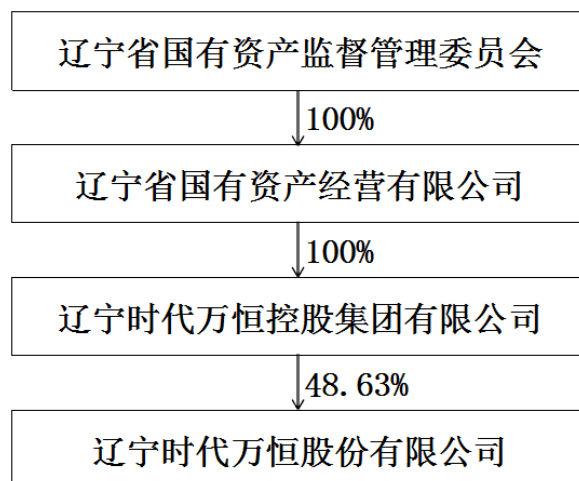 辽宁省国有资产监督管理委员会
100%
辽宁省国有资产经营有限公司
100%
辽宁时代万恒控股集团有限公司
48.63%
辽宁时代万恒股份有限公司